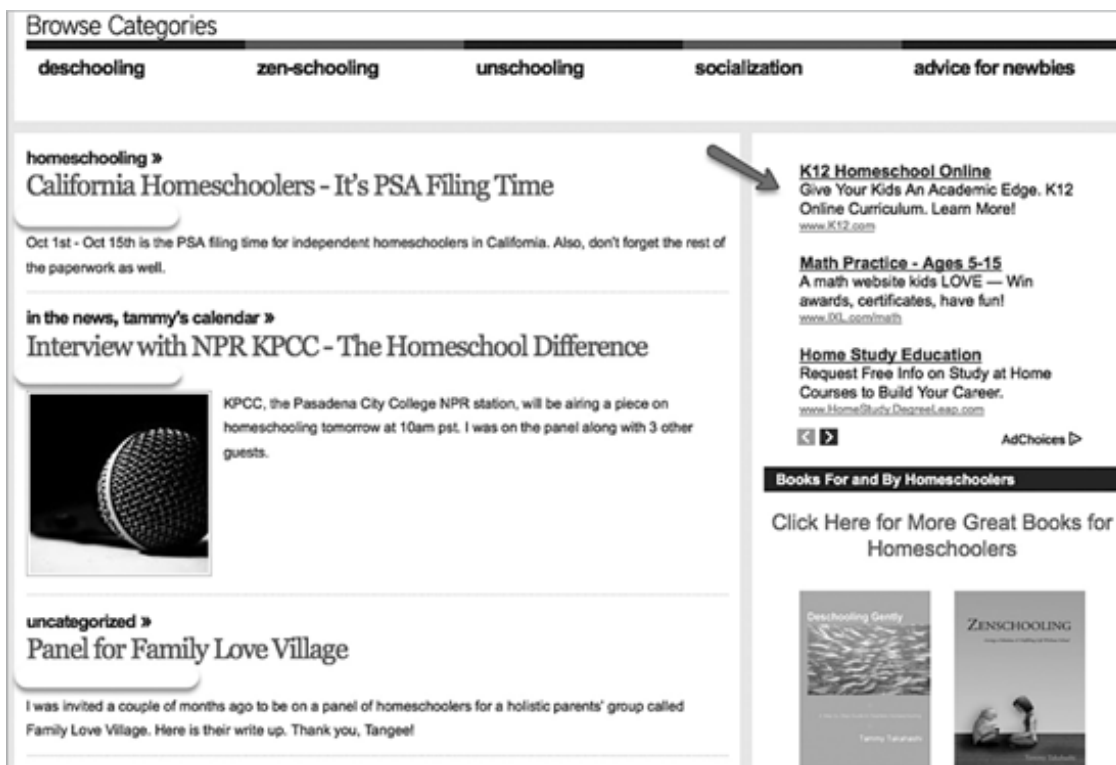 Browse Categories
deschooling zen-schooling unschooling socialization advice for newbies
homeschooling »
California Homeschoolers - It's PSA Filing Time
Oct 1st - Oct 15th is the PSA filing time for independent homeschoolers in California. Also, don't forget the rest of
the paperwork as well.
in the news, tammy's calendar »
Interview with NPR KPCC - The Homeschool Difference
KPCC, the Pasadena City College NPR station, will be airing a piece on
homeschooling tomorrow at 10am pst. I was on the panel along with 3 other
guests.
uncategorized »
Panel for Family Love Village
I was invited a couple of months ago to be on a panel of homeschoolers for a holistic parents' group called
Family Love Village. Here is their write up. Thank you, Tangee!
K12 Homeschool Online
Give Your Kids An Academic Edge. K12
Online Curriculum. Learn More!
www.K12.com
Math Practice - Ages 5-15
A math website kids LOVE — Win
awards, certificates, have fun!
www.IXL.com/math
Home Study Education
Request Free Info on Study at Home
Courses to Build Your Career.
www.HomeStudy.DegreeLeap.com
AdChoices
Books For and By Homeschoolers
Click Here for More Great Books for
Homeschoolers
Deschooling Gently
Tammy Takahashi
ZENSCHOOLING
Tammy Takahashi